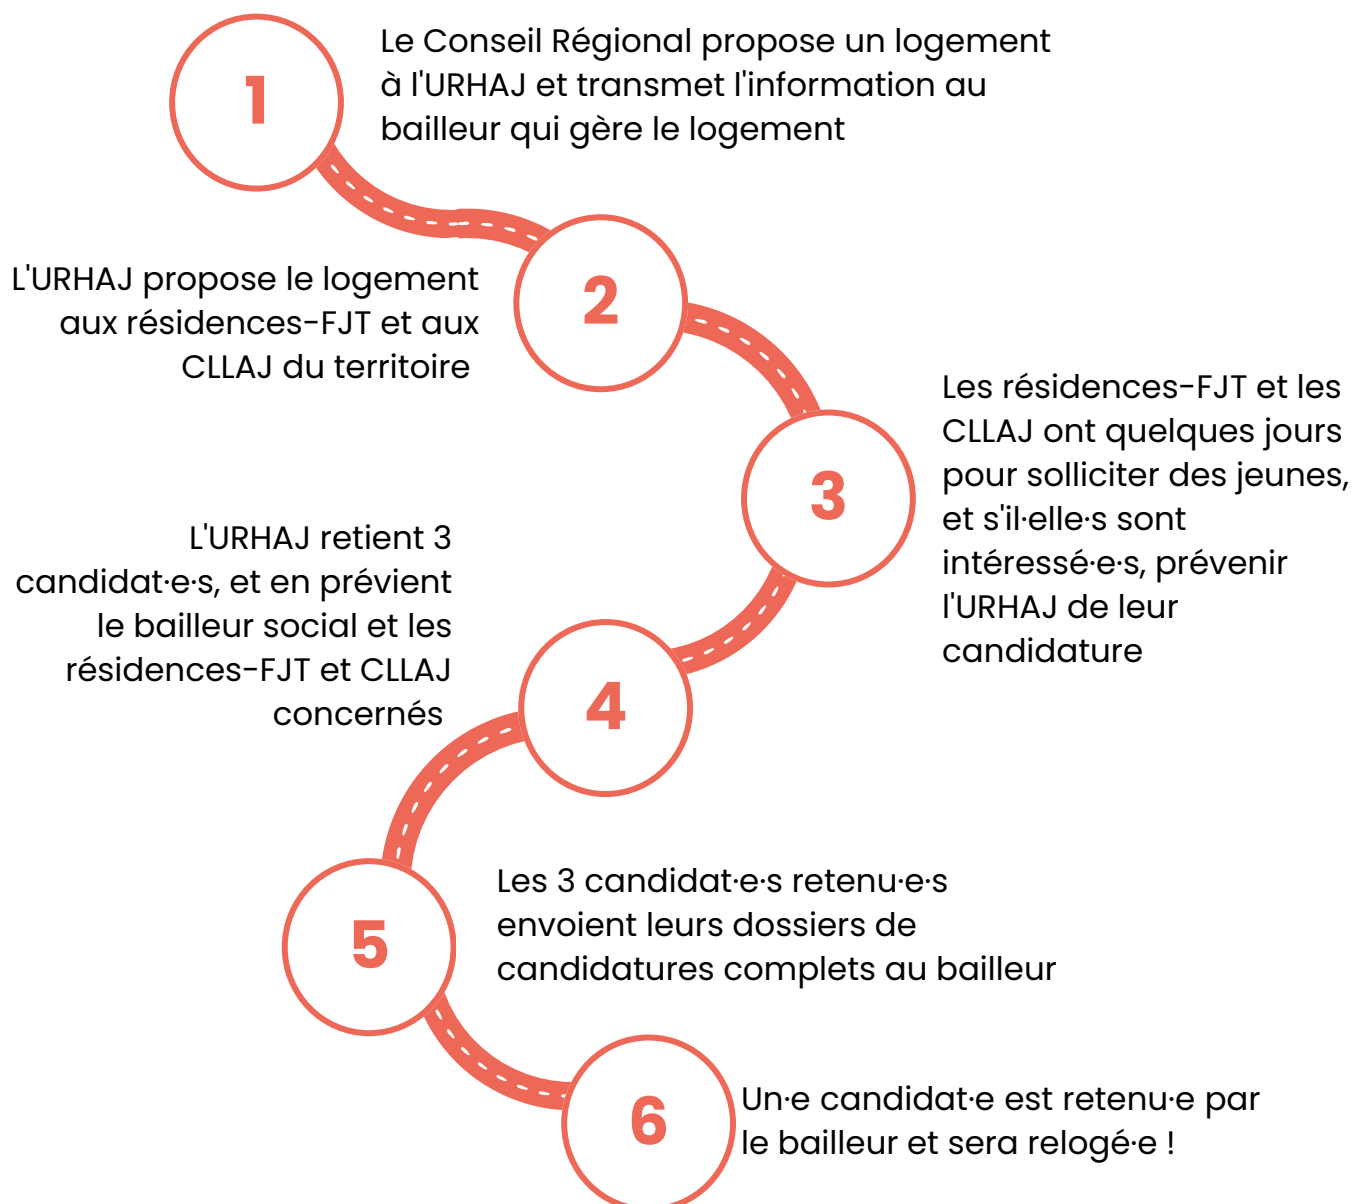 1
Le Conseil Régional propose un logement
à l'URHAJ et transmet l'information au
bailleur qui gère le logement
2
L'URHAJ propose le logement
aux résidences-FJT et aux
CLLAJ du territoire
3
Les résidences-FJT et les
CLLAJ ont quelques jours
pour solliciter des jeunes,
et s'il·elle·s sont
intéressé·e·s, prévenir
l'URHAJ de leur
candidature
4
L'URHAJ retient 3
candidat·e·s, et en prévient
le bailleur social et les
résidences-FJT et CLLAJ
concernés
5
Les 3 candidat·e·s retenu·e·s
envoient leurs dossiers de
candidatures complets au bailleur
6
Un·e candidat·e est retenu·e par
le bailleur et sera relogé·e !